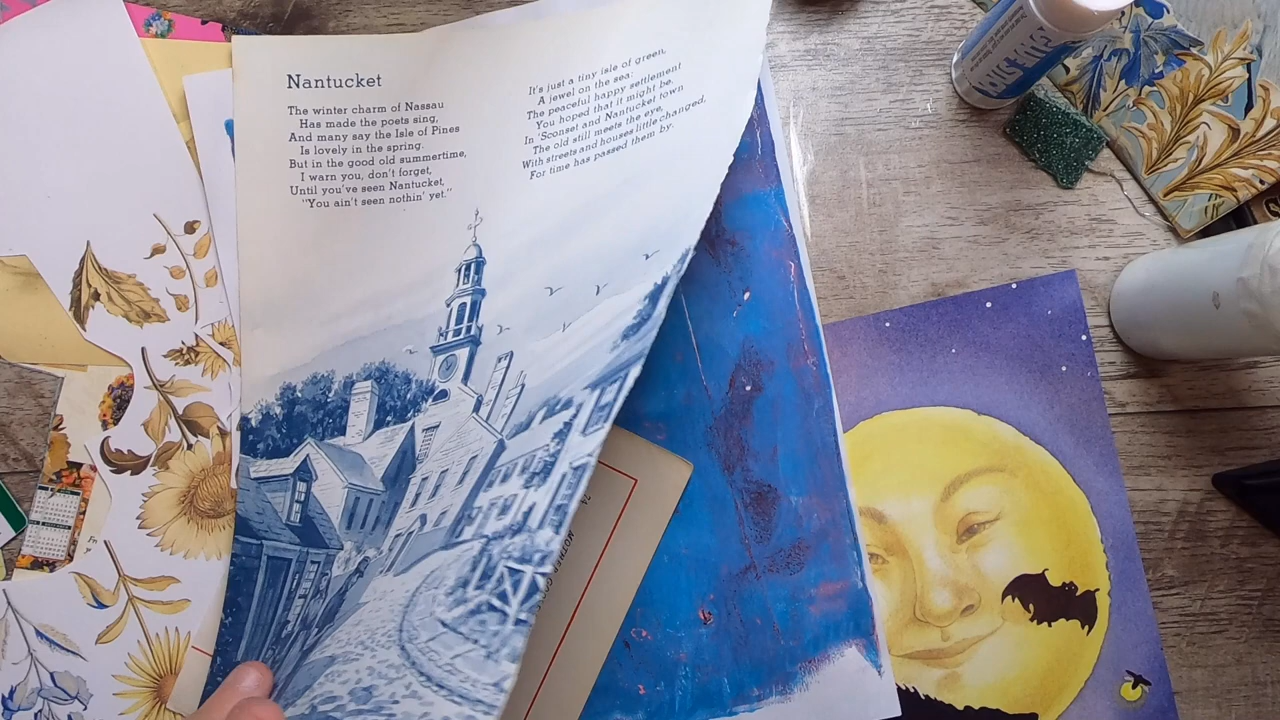 Nantucket
The winter charm of Nassau
Has made the poets sing,
And many say the Isle of Pines
Is lovely in the spring.
But in the good old summertime,
I warn you, don't forget,
Until you've seen Nantucket,
"You ain't seen nothin' yet."
It's just a tiny isle of green,
A jewel on the sea;
The peaceful happy settlement
You hoped that it might be.
In 'Sconset and Nantucket town
The old still meets the eye,
With streets and houses little changed,
For time has passed them by.
24
MOTHER